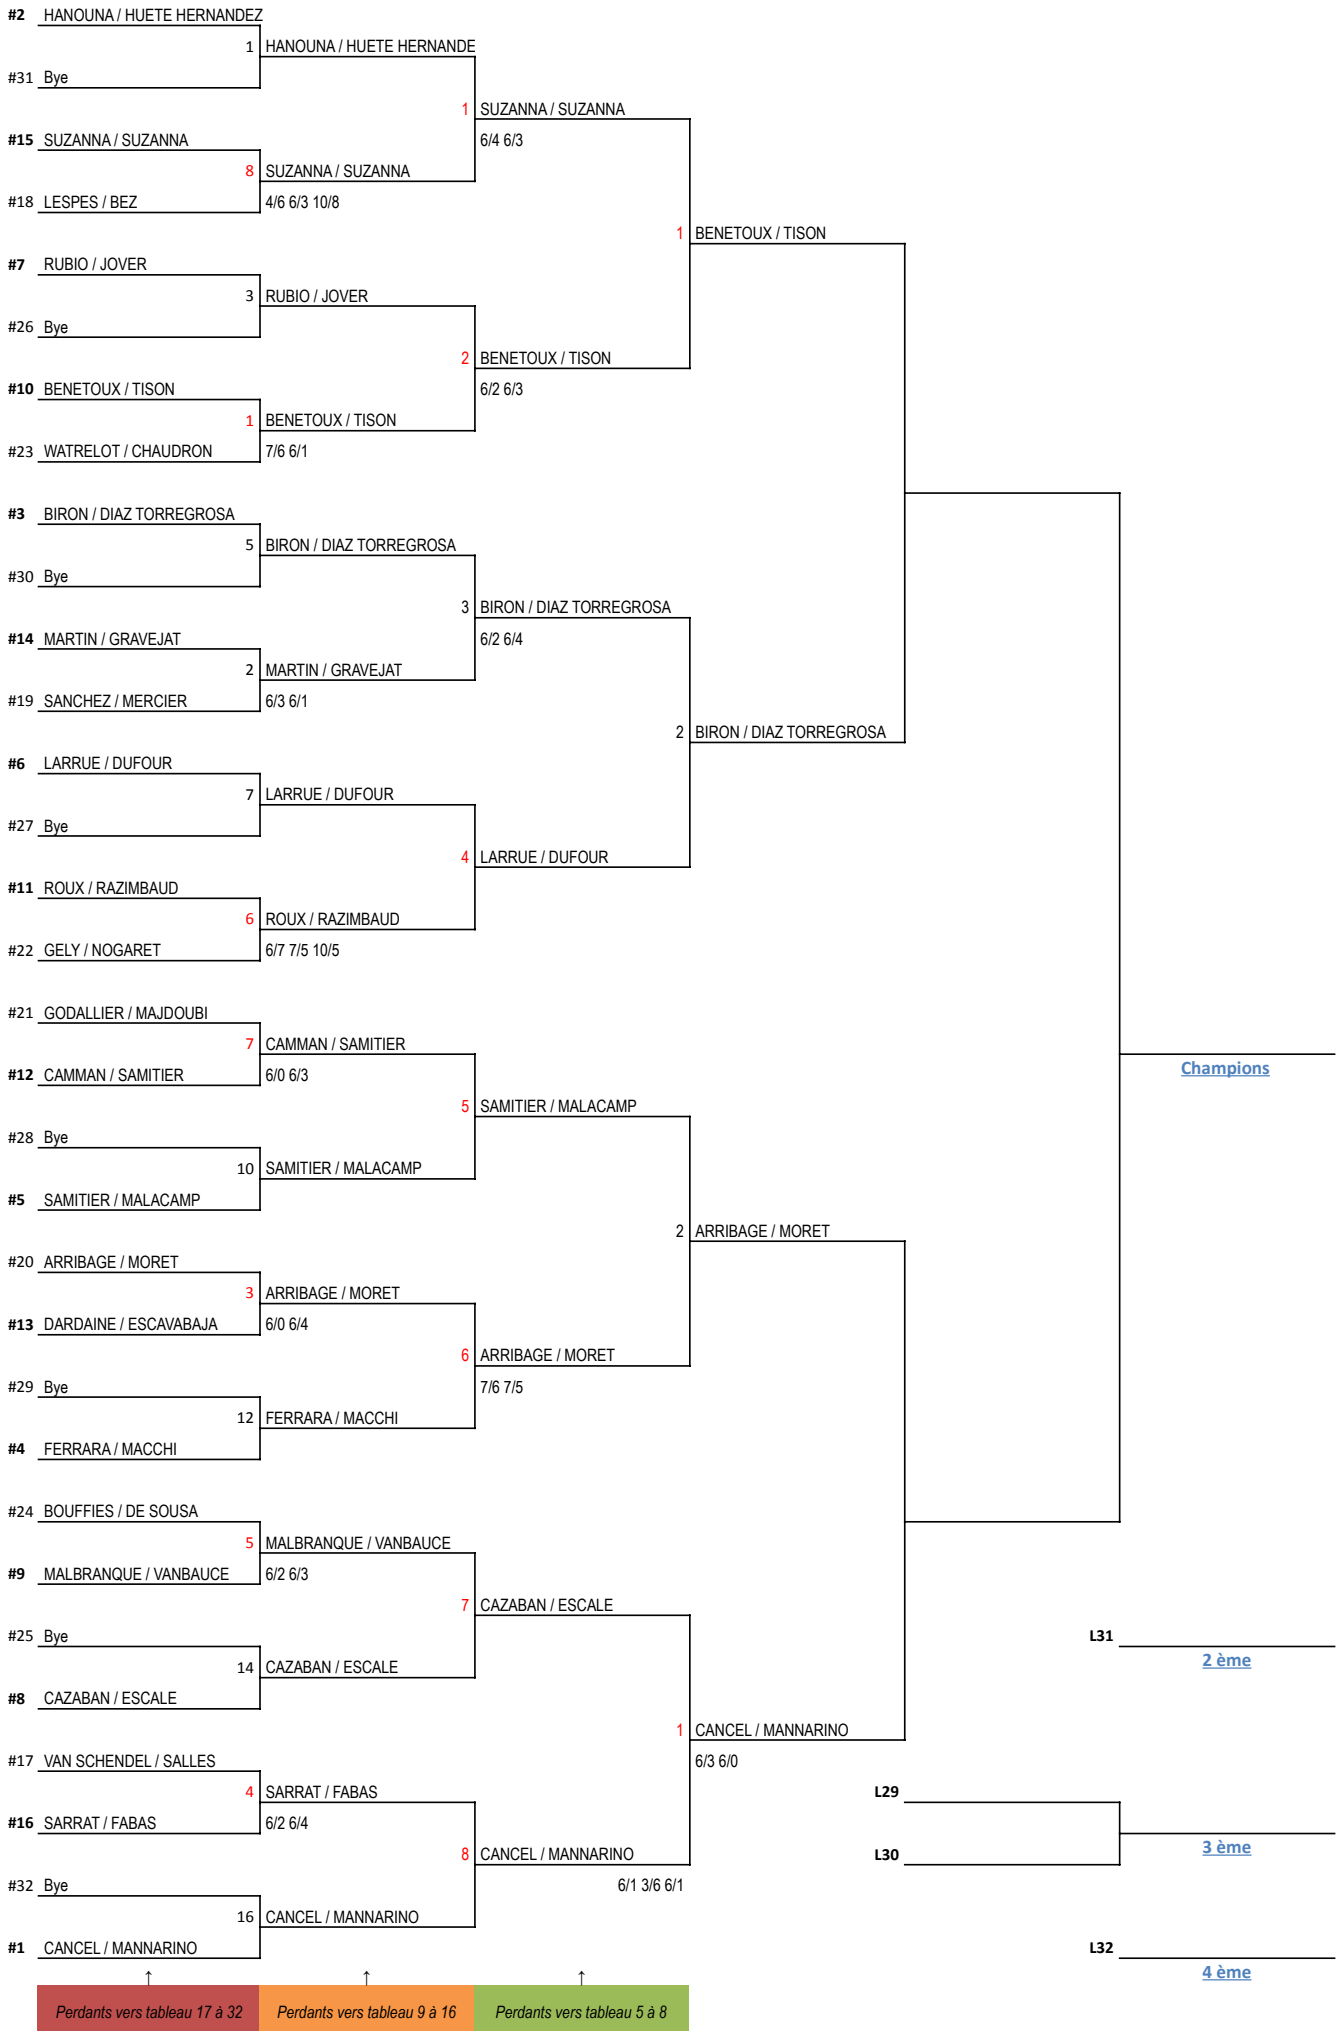 #2 HANOUNA / HUETE HERNANDEZ
1 HANOUNA / HUETE HERNANDE
#31 Bye
1 SUZANNA / SUZANNA
#15 SUZANNA / SUZANNA
6/4 6/3
8 SUZANNA / SUZANNA
#18 LESPES / BEZ
4/6 6/3 10/8
1 BENETOUX / TISON
#7 RUBIO / JOVER
3 RUBIO / JOVER
#26 Bye
2 BENETOUX / TISON
#10 BENETOUX / TISON
6/2 6/3
1 BENETOUX / TISON
#23 WATRELOT / CHAUDRON
7/6 6/1
#3 BIRON / DIAZ TORREGROSA
5 BIRON / DIAZ TORREGROSA
#30 Bye
3 BIRON / DIAZ TORREGROSA
#14 MARTIN / GRAVEJAT
6/2 6/4
2 MARTIN / GRAVEJAT
#19 SANCHEZ / MERCIER
6/3 6/1
2 BIRON / DIAZ TORREGROSA
#6 LARRUE / DUFOUR
7 LARRUE / DUFOUR
#27 Bye
4 LARRUE / DUFOUR
#11 ROUX / RAZIMBAUD
6 ROUX / RAZIMBAUD
#22 GELY / NOGARET
6/7 7/5 10/5
#21 GODALLIER / MAJDOUBI
7 CAMMAN / SAMITIER
Champions
#12 CAMMAN / SAMITIER
6/0 6/3
5 SAMITIER / MALACAMP
#28 Bye
10 SAMITIER / MALACAMP
#5 SAMITIER / MALACAMP
2 ARRIBAGE / MORET
#20 ARRIBAGE / MORET
3 ARRIBAGE / MORET
#13 DARDAINE / ESCAVABAJA
6/0 6/4
6 ARRIBAGE / MORET
#29 Bye
7/6 7/5
12 FERRARA / MACCHI
#4 FERRARA / MACCHI
#24 BOUFFIES / DE SOUSA
5 MALBRANQUE / VANBAUCE
#9 MALBRANQUE / VANBAUCE
6/2 6/3
7 CAZABAN / ESCALE
#25 Bye
L31
14 CAZABAN / ESCALE
2 ème
#8 CAZABAN / ESCALE
1 CANCEL / MANNARINO
#17 VAN SCHENDEL / SALLES
6/3 6/0
4 SARRAT / FABAS
L29
#16 SARRAT / FABAS
6/2 6/4
3 ème
8 CANCEL / MANNARINO
L30
#32 Bye
6/1 3/6 6/1
16 CANCEL / MANNARINO
#1 CANCEL / MANNARINO
L32
4 ème
↑ ↑ ↑
Perdants vers tableau 17 à 32
Perdants vers tableau 9 à 16
Perdants vers tableau 5 à 8